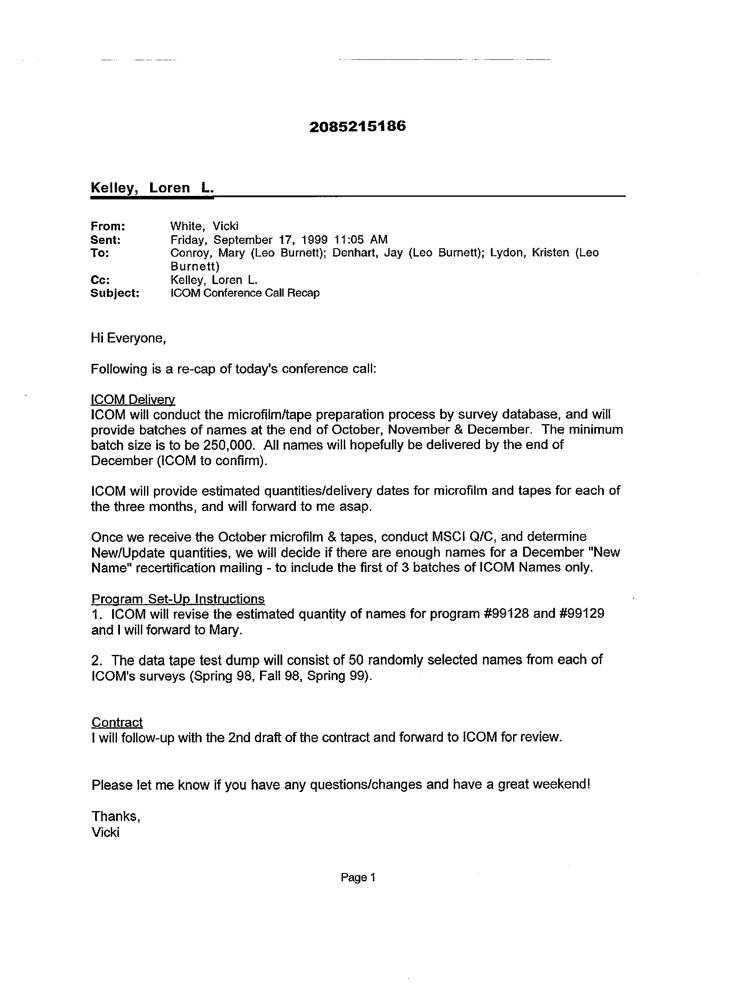 2085215186
Kelley, Loren L.
From: White, Vicki
Sent: Friday, September 17, 1999 11:05 AM
To: Conroy, Mary (Leo Burnett); Denhart, Jay (Leo Burnett); Lydon, Kristen (Leo
Burnett)
Cc: Kelley, Loren L.
Subject: ICOM Conference Call Recap
Hi Everyone,
Following is a re-cap of today's conference call:
ICOM Delivery
ICOM will conduct the microfilm/tape preparation process by survey database, and will
provide batches of names at the end of October, November & December. The minimum
batch size is to be 250,000. All names will hopefully be delivered by the end of
December (ICOM to confirm).
ICOM will provide estimated quantities/delivery dates for microfilm and tapes for each of
the three months, and will forward to me asap.
Once we receive the October microfilm & tapes, conduct MSCI Q/C, and determine
New/Update quantities, we will decide if there are enough names for a December "New
Name" recertification mailing - to include the first of 3 batches of ICOM Names only.
Program Set-Up Instructions
1. ICOM will revise the estimated quantity of names for program #99128 and #99129
and I will forward to Mary.
2. The data tape test dump will consist of 50 randomly selected names from each of
ICOM's surveys (Spring 98, Fall 98, Spring 99).
Contract
I will follow-up with the 2nd draft of the contract and forward to ICOM for review.
Please let me know if you have any questions/changes and have a great weekend!
Thanks,
Vicki
Page 1